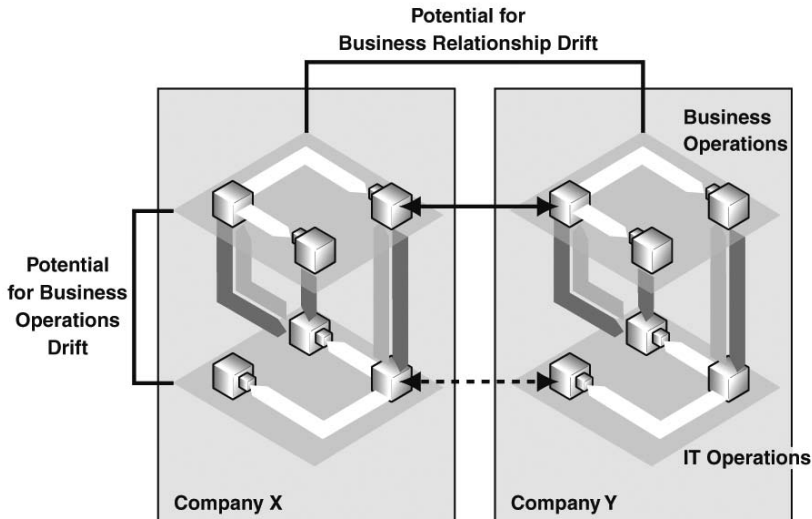 Potential for
Business Relationship Drift
Business
Operations
Potential
for Business
Operations
Drift
IT Operations
Company X
Company Y